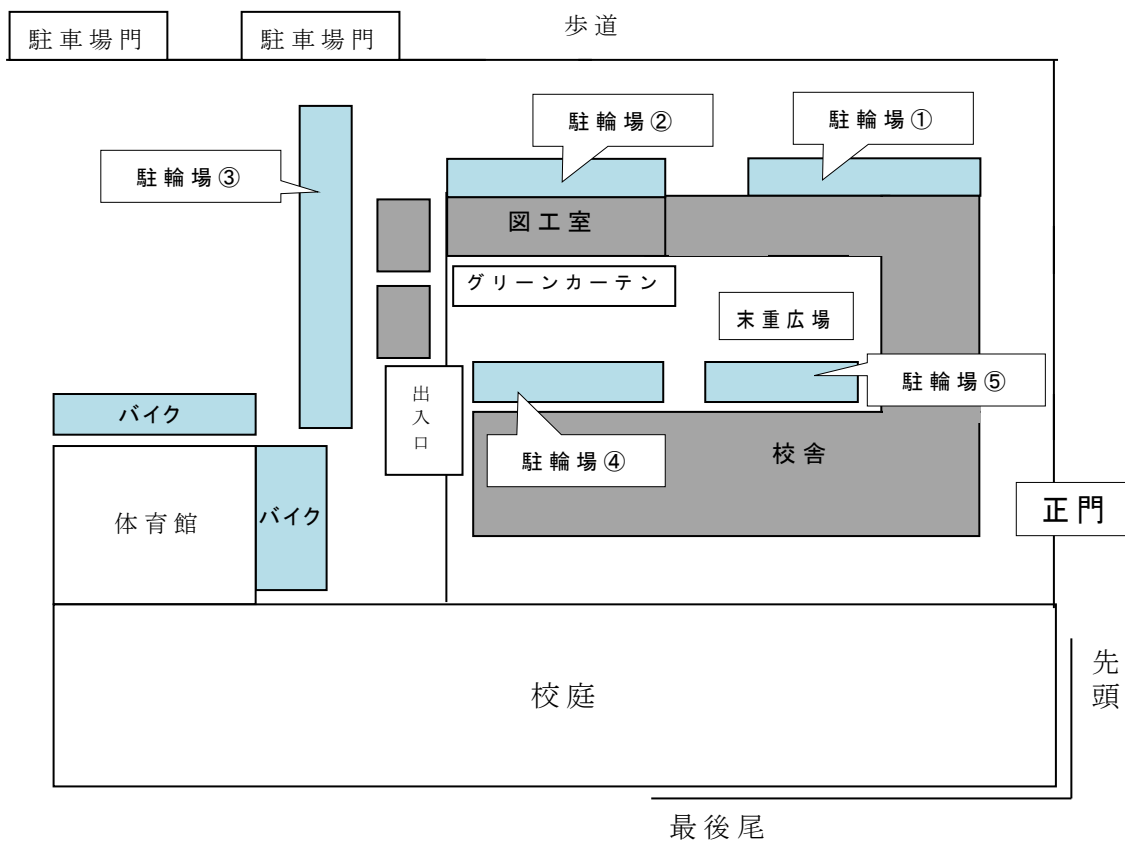 駐車場門
駐車場門
歩道
駐輪場②
駐輪場①
駐輪場③
図工室
グリーンカーテン
末重広場
駐輪場⑤
出入口
バイク
駐輪場④
校舎
体育館
バイク
正門
校庭
先頭
最後尾